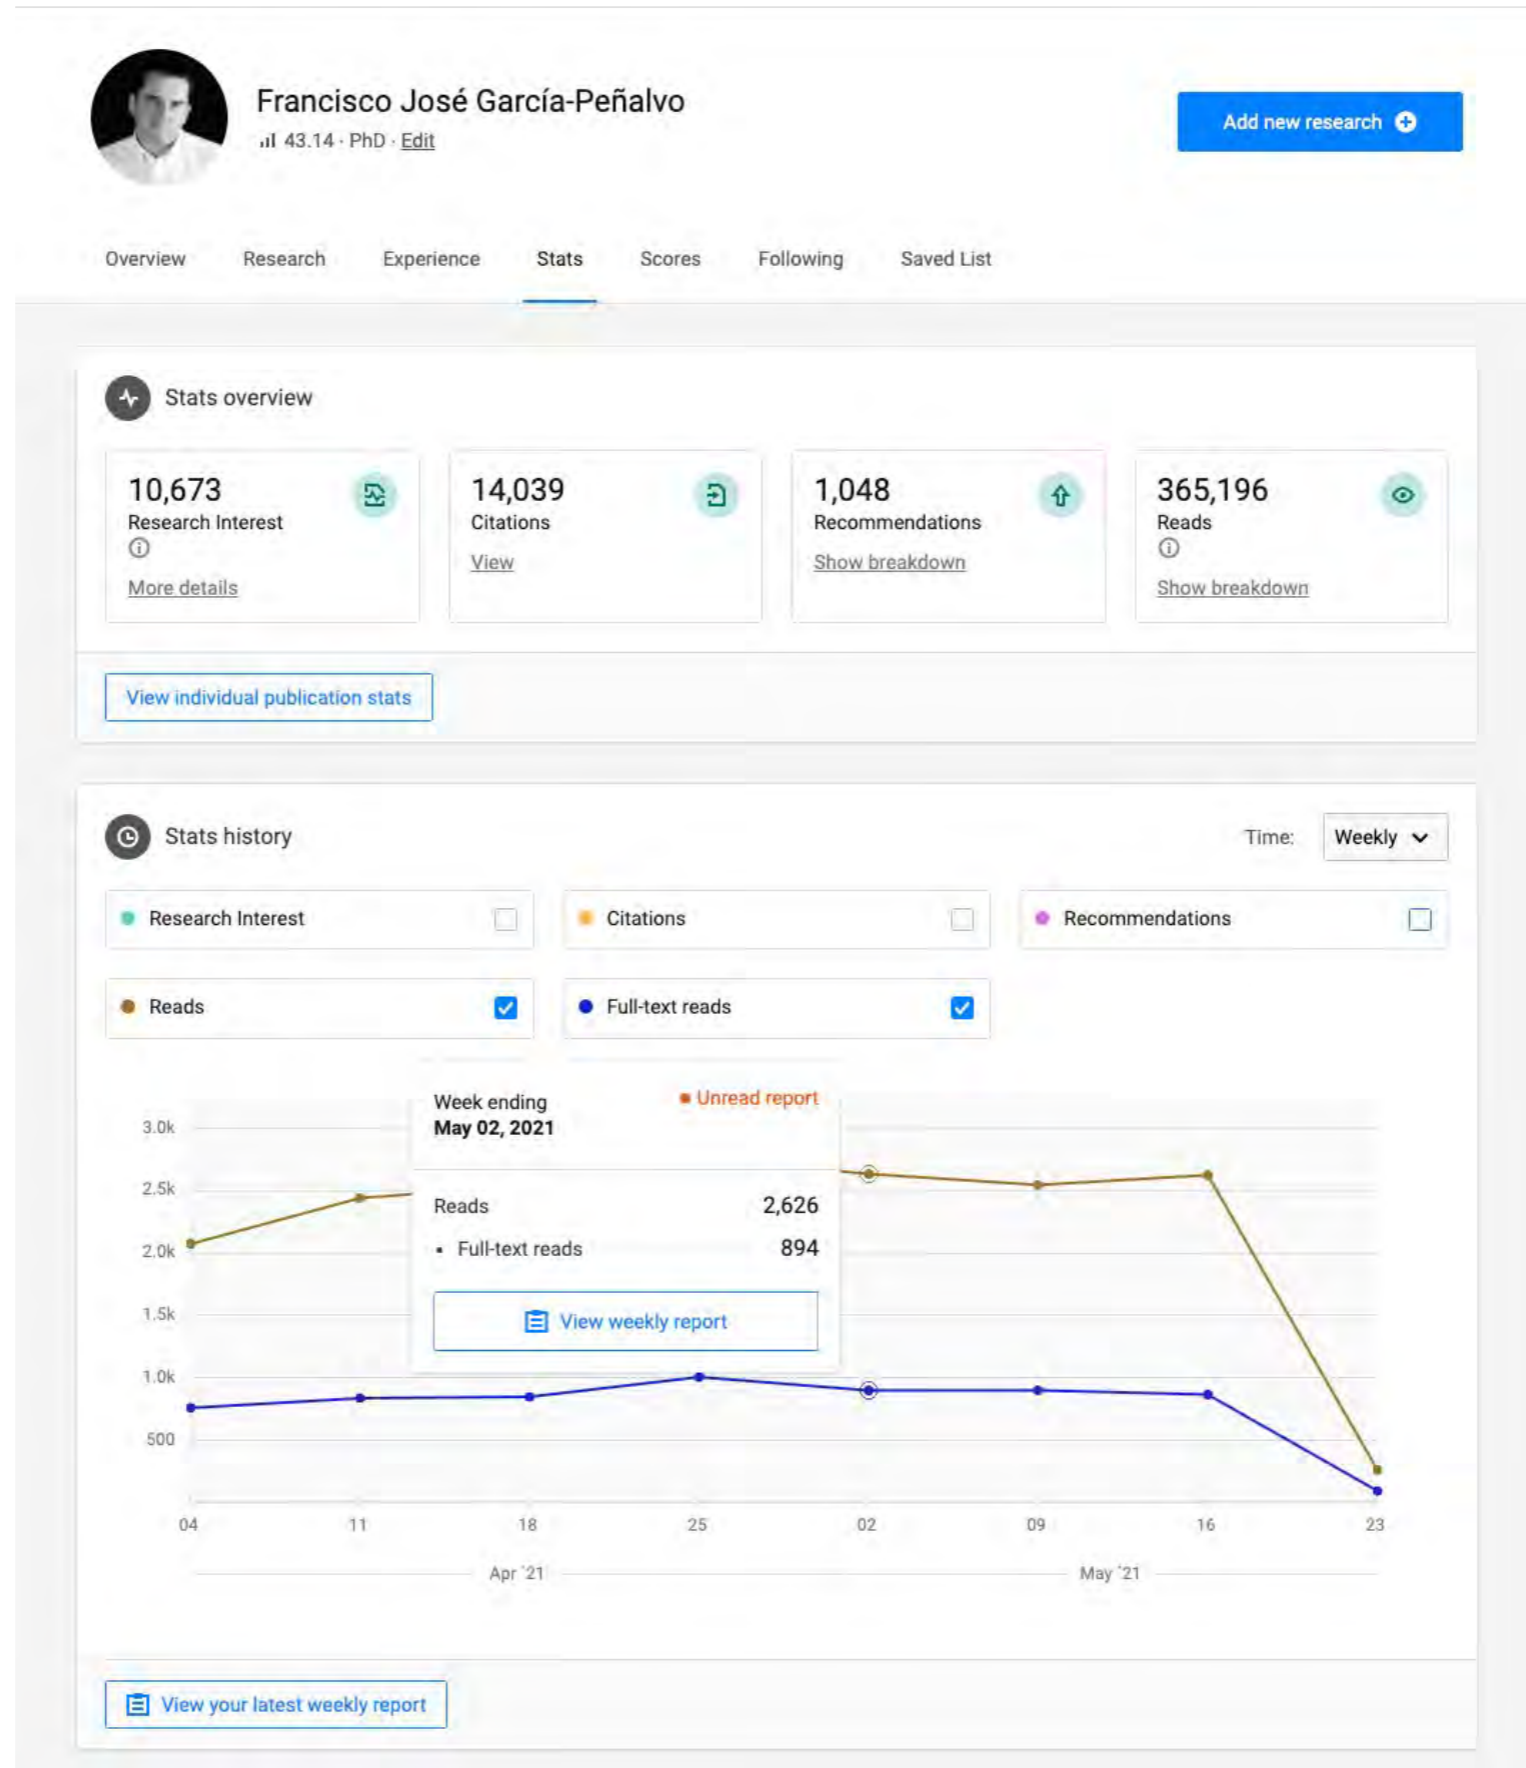 Francisco José García-Peñalvo
43.14 · PhD · Edit
Add new research
Overview Research Experience Stats Scores Following Saved List
Stats overview
10,673
Research Interest
More details
14,039
Citations
View
1,048
Recommendations
Show breakdown
365,196
Reads
Show breakdown
View individual publication stats
Stats history
Time: Weekly
Research Interest
Citations
Recommendations
Reads
Full-text reads
Week ending
May 02, 2021
Unread report
Reads 2,626
▪ Full-text reads 894
View weekly report
3.0k
2.5k
2.0k
1.5k
1.0k
500
04 11 18 25 02 09 16 23
Apr '21 May '21
View your latest weekly report